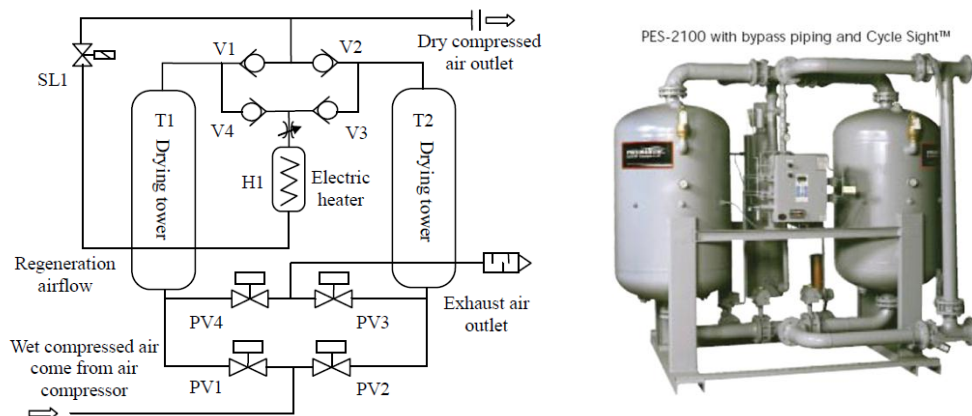 V1
V2
Dry compressed
air outlet
SL1
T1
Drying tower
V4
V3
T2
Drying tower
H1
Electric
heater
Regeneration
airflow
PV4
PV3
Exhaust air
outlet
Wet compressed air
come from air
compressor
PV1
PV2
PES-2100 with bypass piping and Cycle Sight™